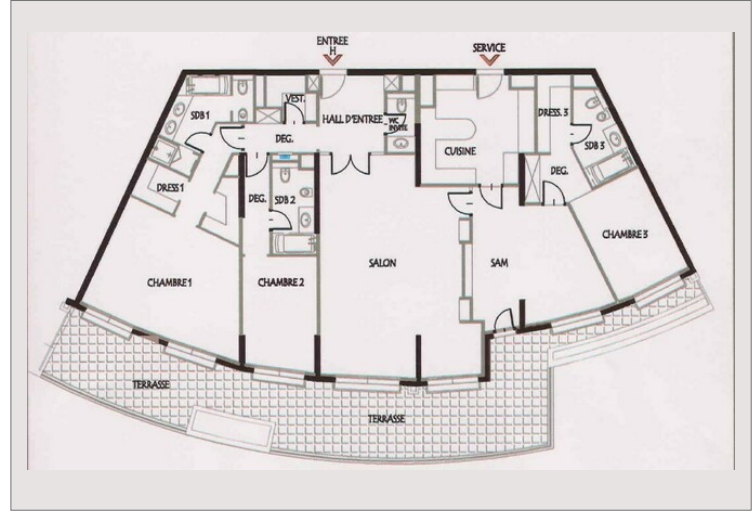 ENTREE
H
SERVICE
SDB 1
VEST.
HALL D'ENTREE
WC
INVITE
CUISINE
DRESS. 3
SDB 3
DEG.
DEG.
DRESS 1
DEG.
SDB 2
CHAMBRE 3
CHAMBRE 1
CHAMBRE 2
SALON
SAM
TERRASSE
TERRASSE